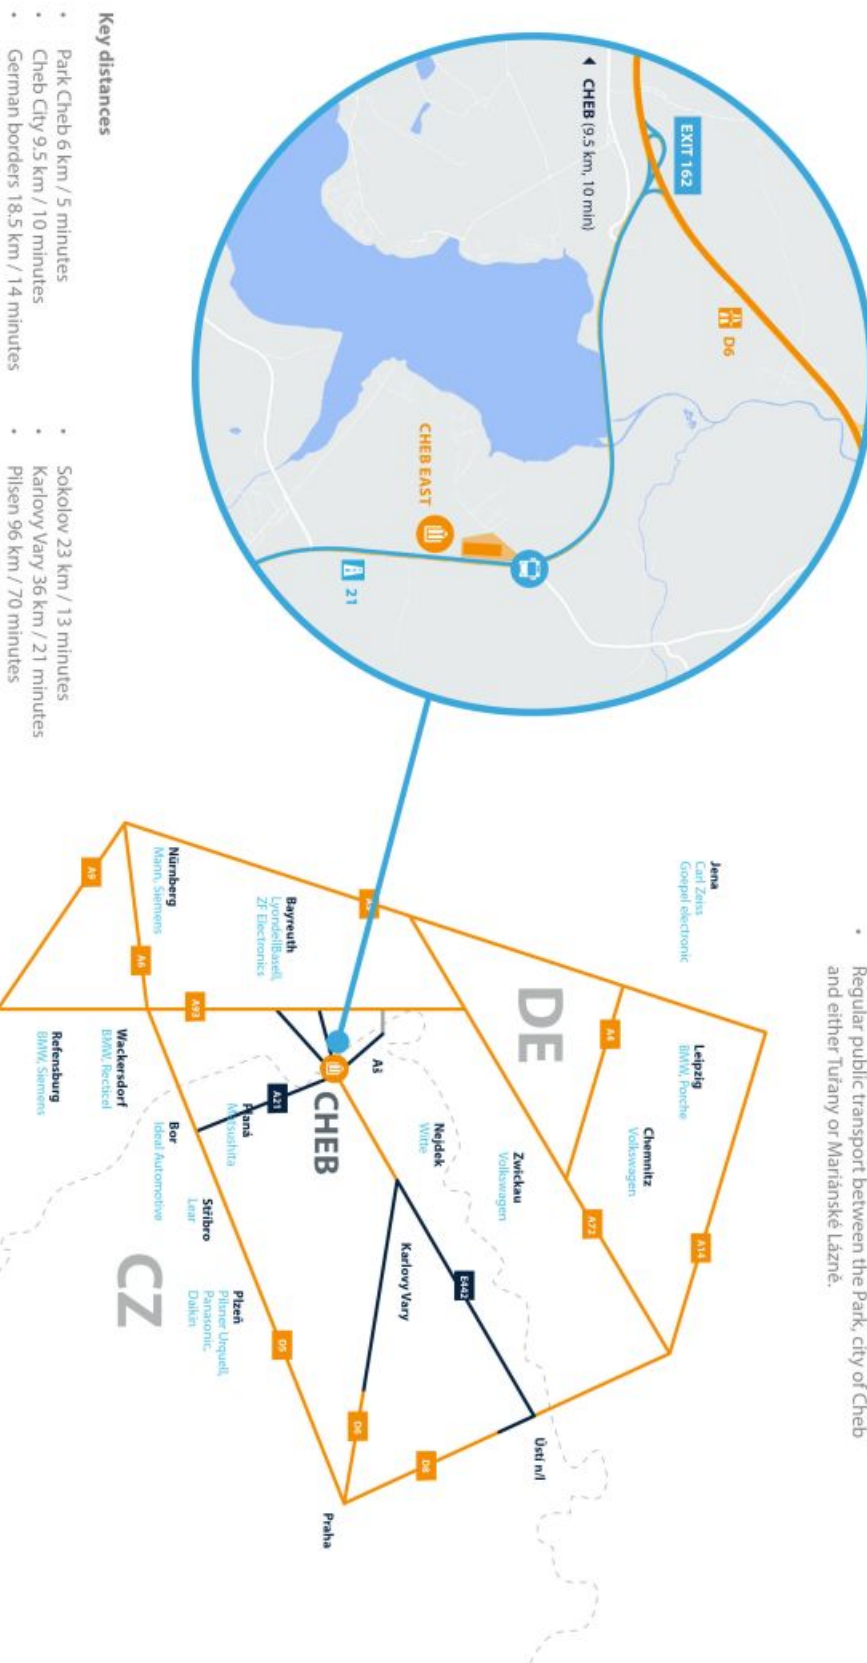 • Regular public transport between the Park, city of Cheb
and either Tuřany or Mariánské Lázně.
EXIT 162
D6
◀ CHEB (9.5 km, 10 min)
CHEB EAST
21
Jena
Carl Zeiss
Goepel electronic
Leipzig
BMW, Porche
A14
A4
Chemnitz
Volkswagen
A72
DE
Zwickau
Volkswagen
Ústí n/l
E442
Nejdek
Witte
D8
A9
Aš
Karlovy Vary
D6
Praha
CHEB
Bayreuth
LyondellBasell,
ZF Electronics
A21
D5
Planá
Matsushita
Plzeň
Pilsner Urquell,
Panasonic,
Daikin
Stříbro
Lear
A93
Nürnberg
Mann, Siemens
Bor
Ideal Automotive
CZ
A6
Wackersdorf
BMW, Recticel
A9
Refensburg
BMW, Siemens
Key distances
• Park Cheb 6 km / 5 minutes
• Cheb City 9.5 km / 10 minutes
• German borders 18.5 km / 14 minutes
• Sokolov 23 km / 13 minutes
• Karlovy Vary 36 km / 21 minutes
• Pilsen 96 km / 70 minutes